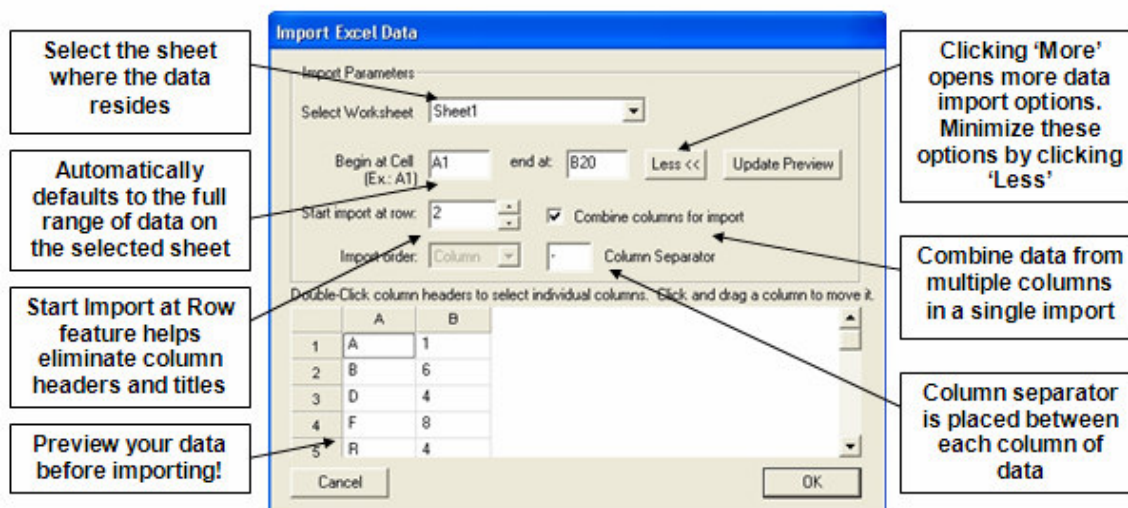 Import Excel Data
Select the sheet
where the data
resides
Automatically
defaults to the full
range of data on
the selected sheet
Start Import at Row
feature helps
eliminate column
headers and titles
Preview your data
before importing!
Import Parameters
Select Worksheet Sheet1
Begin at Cell A1 end at: B20 Less << Update Preview
(Ex.: A1)
Start import at row: 2 Combine columns for import
Import order: Column - Column Separator
Double-Click column headers to select individual columns. Click and drag a column to move it.
A B
1 A 1
2 B 6
3 D 4
4 F 8
5 R 4
Cancel OK
Clicking ‘More’
opens more data
import options.
Minimize these
options by clicking
‘Less’
Combine data from
multiple columns
in a single import
Column separator
is placed between
each column of
data